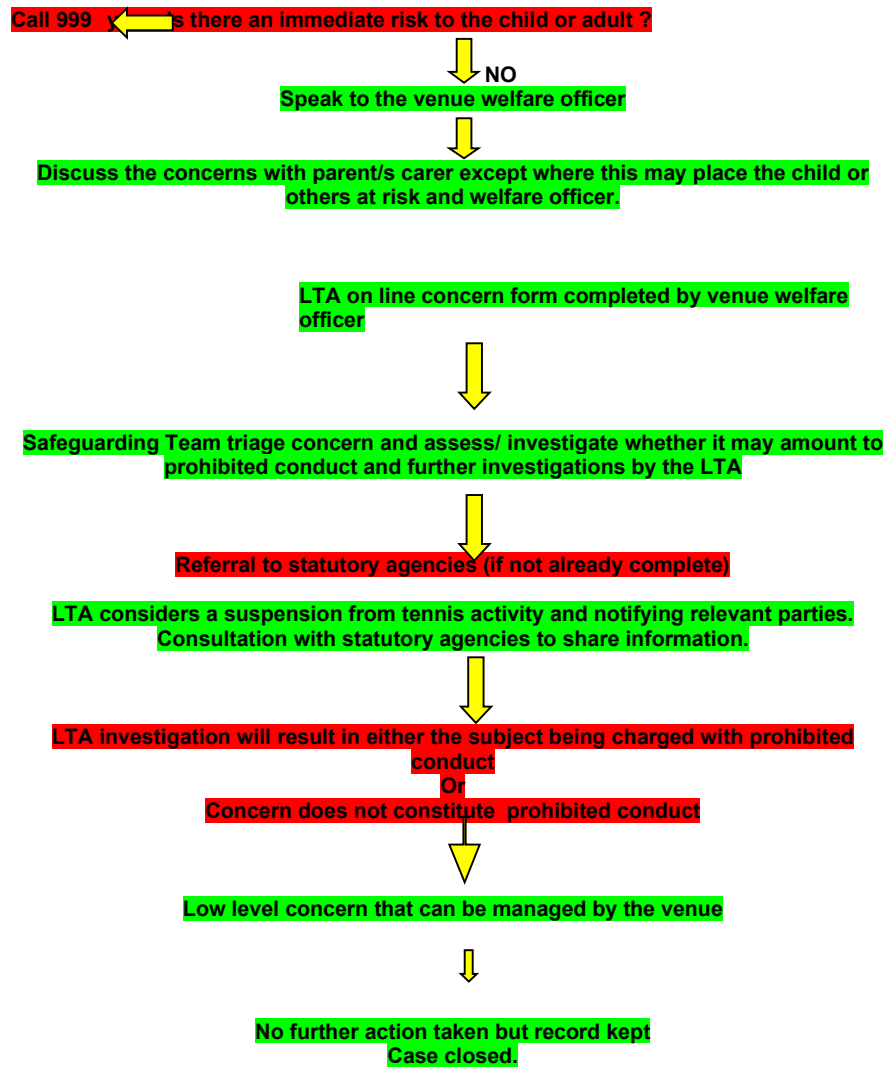 Call 999 y s there an immediate risk to the child or adult ?
NO
Speak to the venue welfare officer
Discuss the concerns with parent/s carer except where this may place the child or
others at risk and welfare officer.
LTA on line concern form completed by venue welfare
officer
Safeguarding Team triage concern and assess/ investigate whether it may amount to
prohibited conduct and further investigations by the LTA
Referral to statutory agencies (if not already complete)
LTA considers a suspension from tennis activity and notifying relevant parties.
Consultation with statutory agencies to share information.
LTA investigation will result in either the subject being charged with prohibited
conduct
Or
Concern does not constitute prohibited conduct
Low level concern that can be managed by the venue
No further action taken but record kept
Case closed.